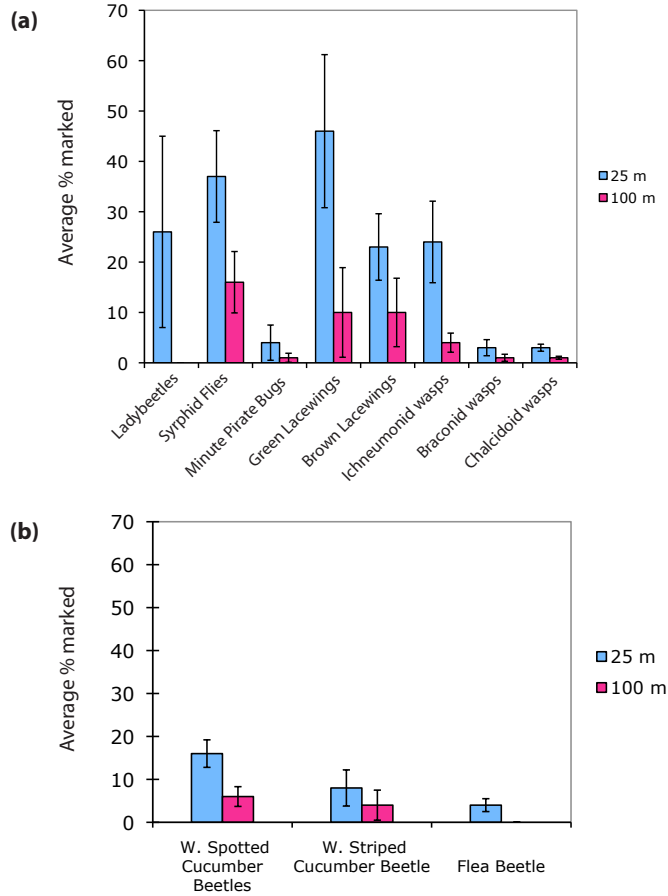 (a)
70
60
50
40
30
20
10
0
Average % marked
25 m
100 m
Ladybeetles
Syrphid Flies
Minute Pirate Bugs
Green Lacewings
Brown Lacewings
Ichneumonid wasps
Braconid wasps
Chalcidoid wasps
(b)
70
60
50
40
30
20
10
0
Average % marked
25 m
100 m
W. Spotted
Cucumber
Beetles
W. Striped
Cucumber Beetle
Flea Beetle